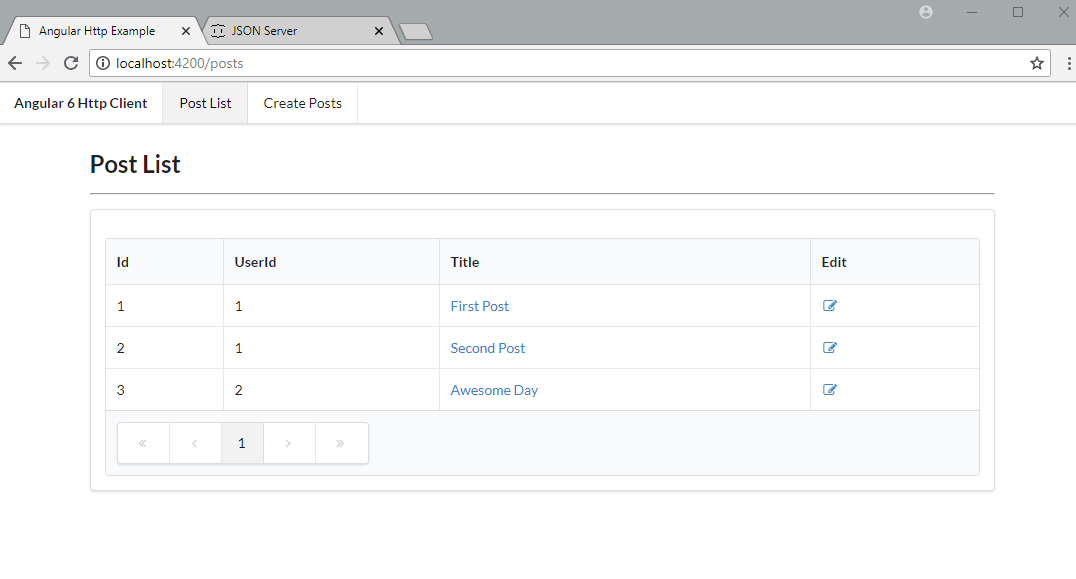 Angular Http Example JSON Server
localhost:4200/posts
Angular 6 Http Client Post List Create Posts
Post List
Id UserId Title Edit
1 1 First Post
2 1 Second Post
3 2 Awesome Day
« ‹ 1 › »